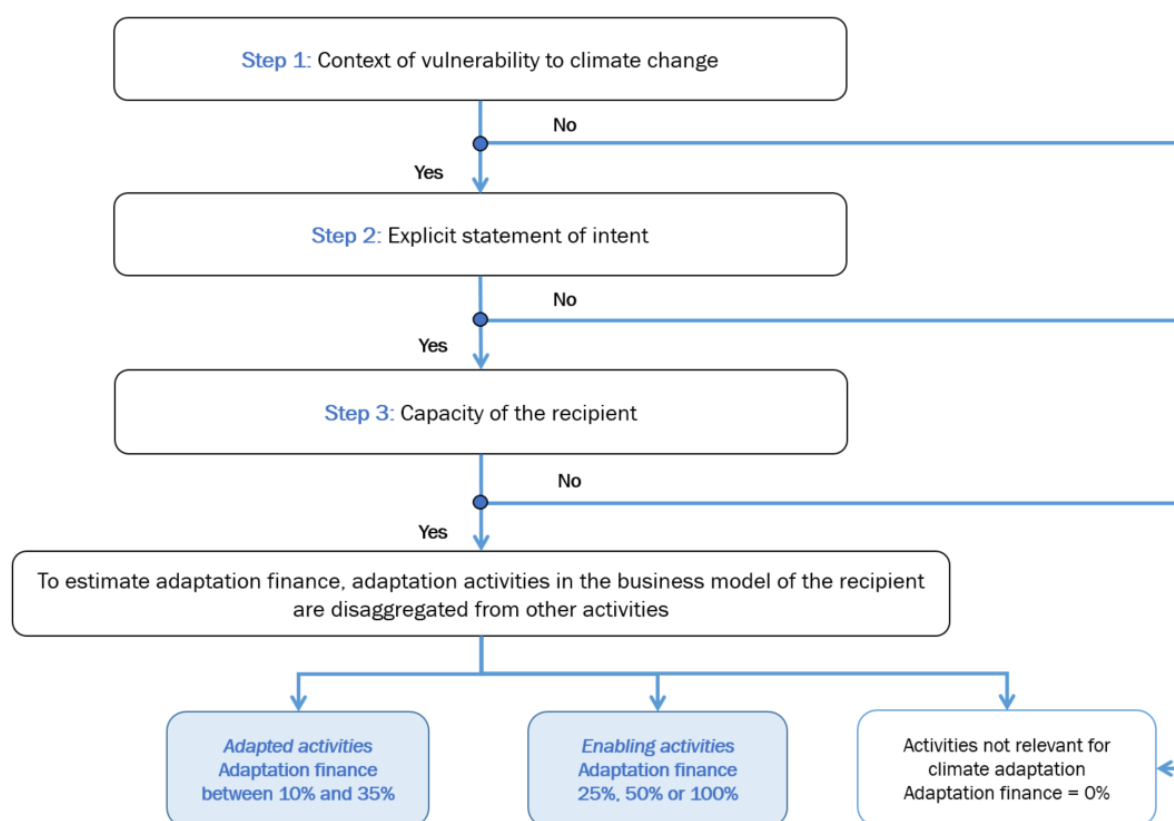 Step 1: Context of vulnerability to climate change
No
Yes
Step 2: Explicit statement of intent
No
Yes
Step 3: Capacity of the recipient
No
Yes
To estimate adaptation finance, adaptation activities in the business model of the recipient
are disaggregated from other activities
Adapted activities
Adaptation finance
between 10% and 35%
Enabling activities
Adaptation finance
25%, 50% or 100%
Activities not relevant for
climate adaptation
Adaptation finance = 0%